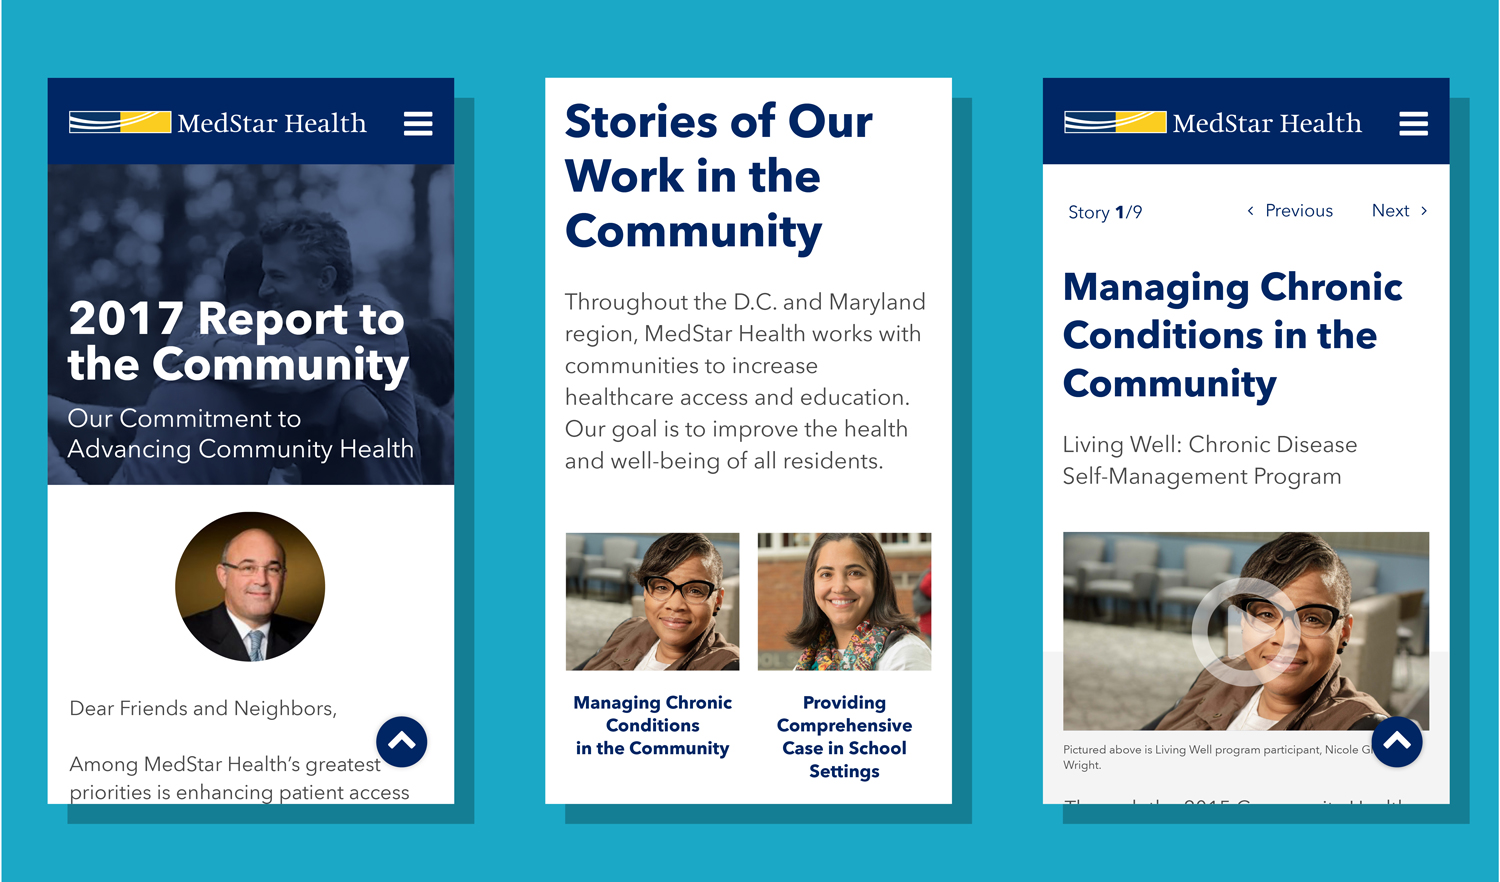 MedStar Health
2017 Report to
the Community
Our Commitment to
Advancing Community Health
Dear Friends and Neighbors,
Among MedStar Health's greatest
priorities is enhancing patient access
Stories of Our
Work in the
Community
Throughout the D.C. and Maryland
region, MedStar Health works with
communities to increase
healthcare access and education.
Our goal is to improve the health
and well-being of all residents.
Managing Chronic
Conditions
in the Community
Providing
Comprehensive
Case in School
Settings
MedStar Health
Story 1/9
‹ Previous
Next ›
Managing Chronic
Conditions in the
Community
Living Well: Chronic Disease
Self-Management Program
Pictured above is Living Well program participant, Nicole
Wright.
the 2015 Community Health